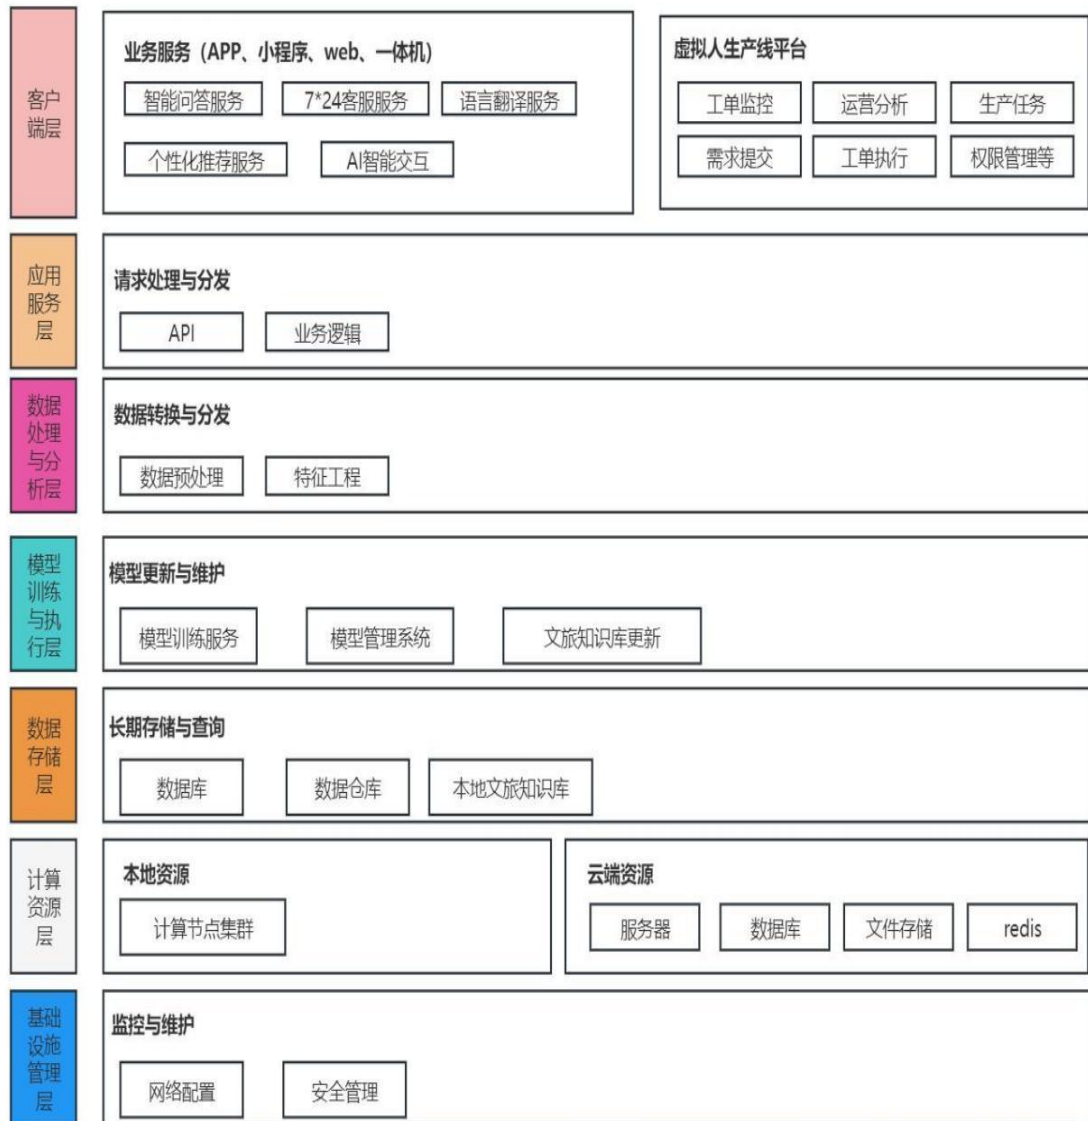 客户
端层
业务服务（APP、小程序、web、一体机）
智能问答服务
7*24客服服务
语言翻译服务
个性化推荐服务
AI智能交互
虚拟人生产线平台
工单监控
运营分析
生产任务
需求提交
工单执行
权限管理等
应用
服务
层
请求处理与分发
API
业务逻辑
数据
处理
与分
析层
数据转换与分发
数据预处理
特征工程
模型
训练
与执
行层
模型更新与维护
模型训练服务
模型管理系统
文旅知识库更新
数据
存储
层
长期存储与查询
数据库
数据仓库
本地文旅知识库
计算
资源
层
本地资源
计算节点集群
云端资源
服务器
数据库
文件存储
redis
基础
设施
管理
层
监控与维护
网络配置
安全管理